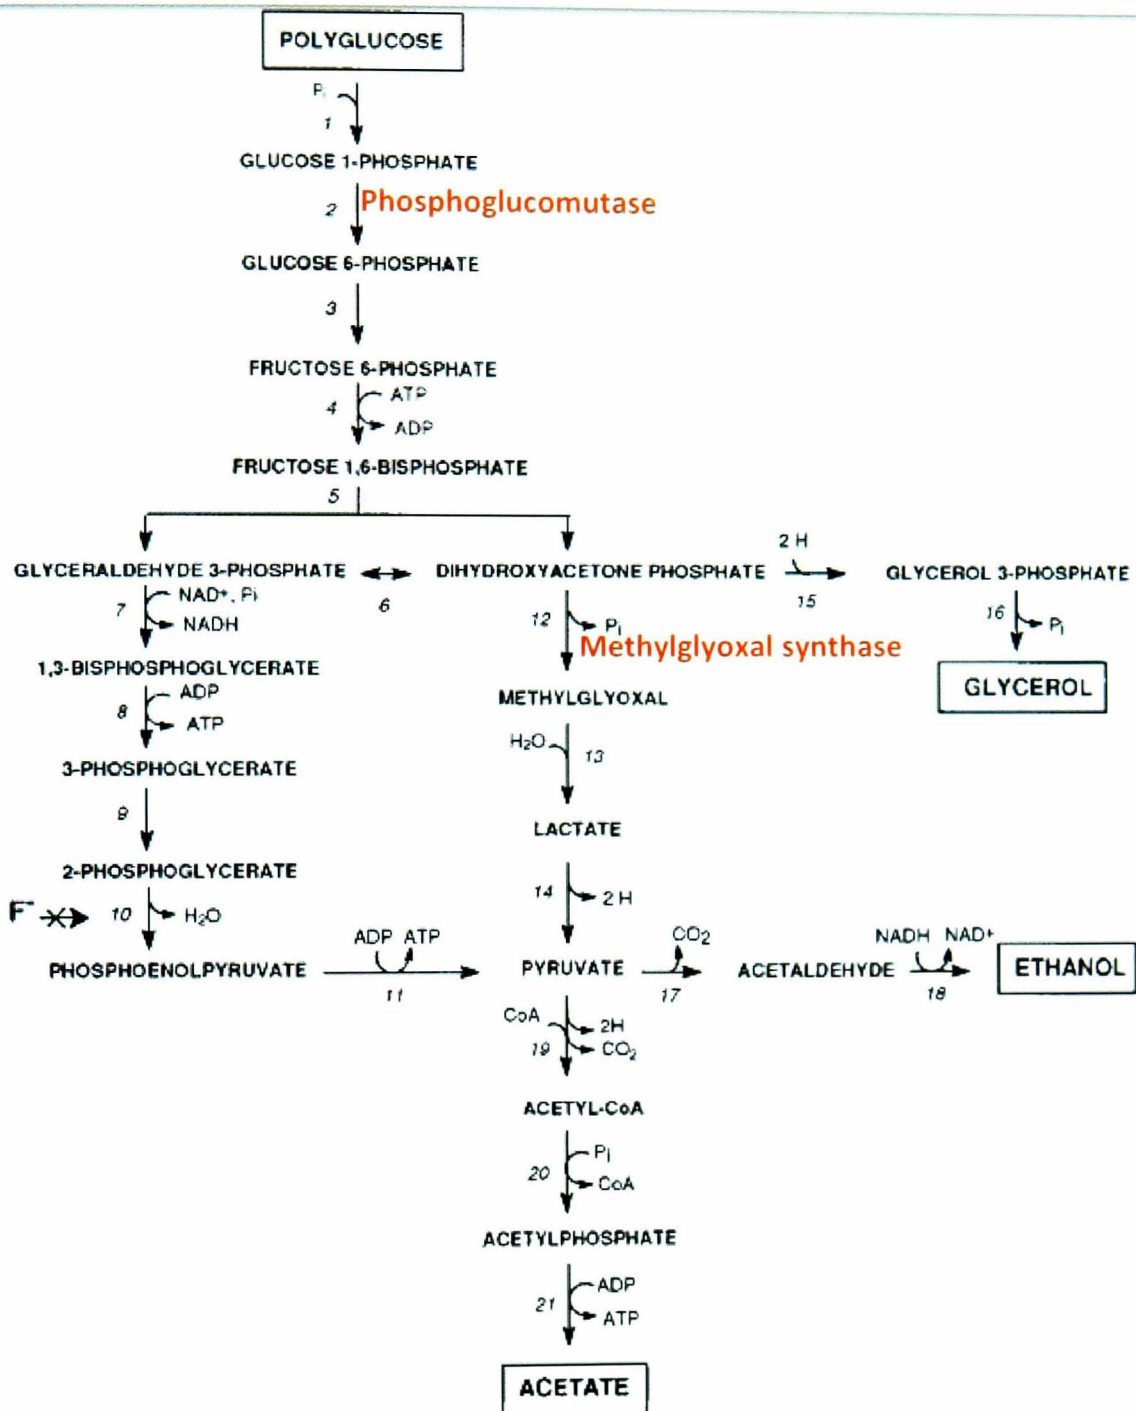 POLYGLUCOSE
Pi
1
GLUCOSE 1-PHOSPHATE
2 Phosphoglucomutase
GLUCOSE 6-PHOSPHATE
3
FRUCTOSE 6-PHOSPHATE
4 ATP
ADP
FRUCTOSE 1,6-BISPHOSPHATE
5
2 H
GLYCERALDEHYDE 3-PHOSPHATE DIHYDROXYACETONE PHOSPHATE GLYCEROL 3-PHOSPHATE
7 NAD+, Pi 6 12 15 16
NADH Pi Pi
Methylglyoxal synthase
1,3-BISPHOSPHOGLYCERATE
GLYCEROL
8 ADP
ATP
METHYLGLYOXAL
H2O 13
3-PHOSPHOGLYCERATE
9
LACTATE
2-PHOSPHOGLYCERATE
14 2 H
F- 10 H2O
ADP ATP CO2 NADH NAD+
PHOSPHOENOLPYRUVATE PYRUVATE ACETALDEHYDE ETHANOL
11 17 18
CoA 2H
19 CO2
ACETYL-CoA
20 Pi
CoA
ACETYLPHOSPHATE
21 ADP
ATP
ACETATE